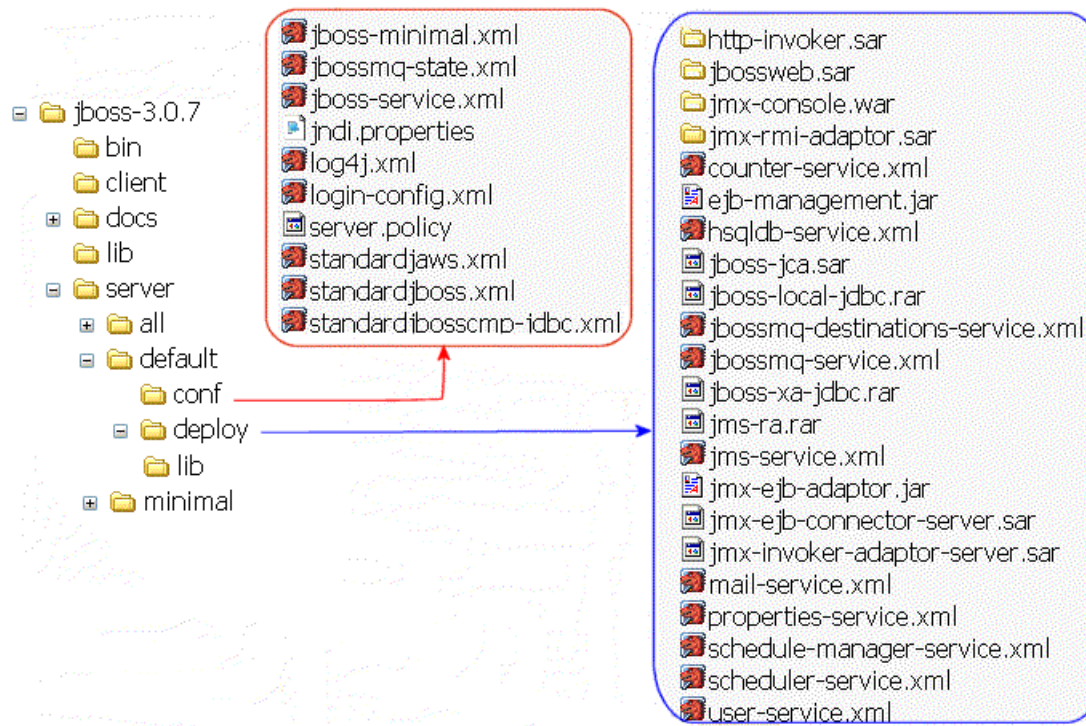 jboss-3.0.7
bin
client
docs
lib
server
all
default
conf
deploy
lib
minimal
jboss-minimal.xml
jbossmq-state.xml
jboss-service.xml
jndi.properties
log4j.xml
login-config.xml
server.policy
standardjaws.xml
standardjboss.xml
standardjbosscmp-jdbc.xml
http-invoker.sar
jbossweb.sar
jmx-console.war
jmx-rmi-adaptor.sar
counter-service.xml
ejb-management.jar
hsqldb-service.xml
jboss-jca.sar
jboss-local-jdbc.rar
jbossmq-destinations-service.xml
jbossmq-service.xml
jboss-xa-jdbc.rar
jms-ra.rar
jms-service.xml
jmx-ejb-adaptor.jar
jmx-ejb-connector-server.sar
jmx-invoker-adaptor-server.sar
mail-service.xml
properties-service.xml
schedule-manager-service.xml
scheduler-service.xml
user-service.xml